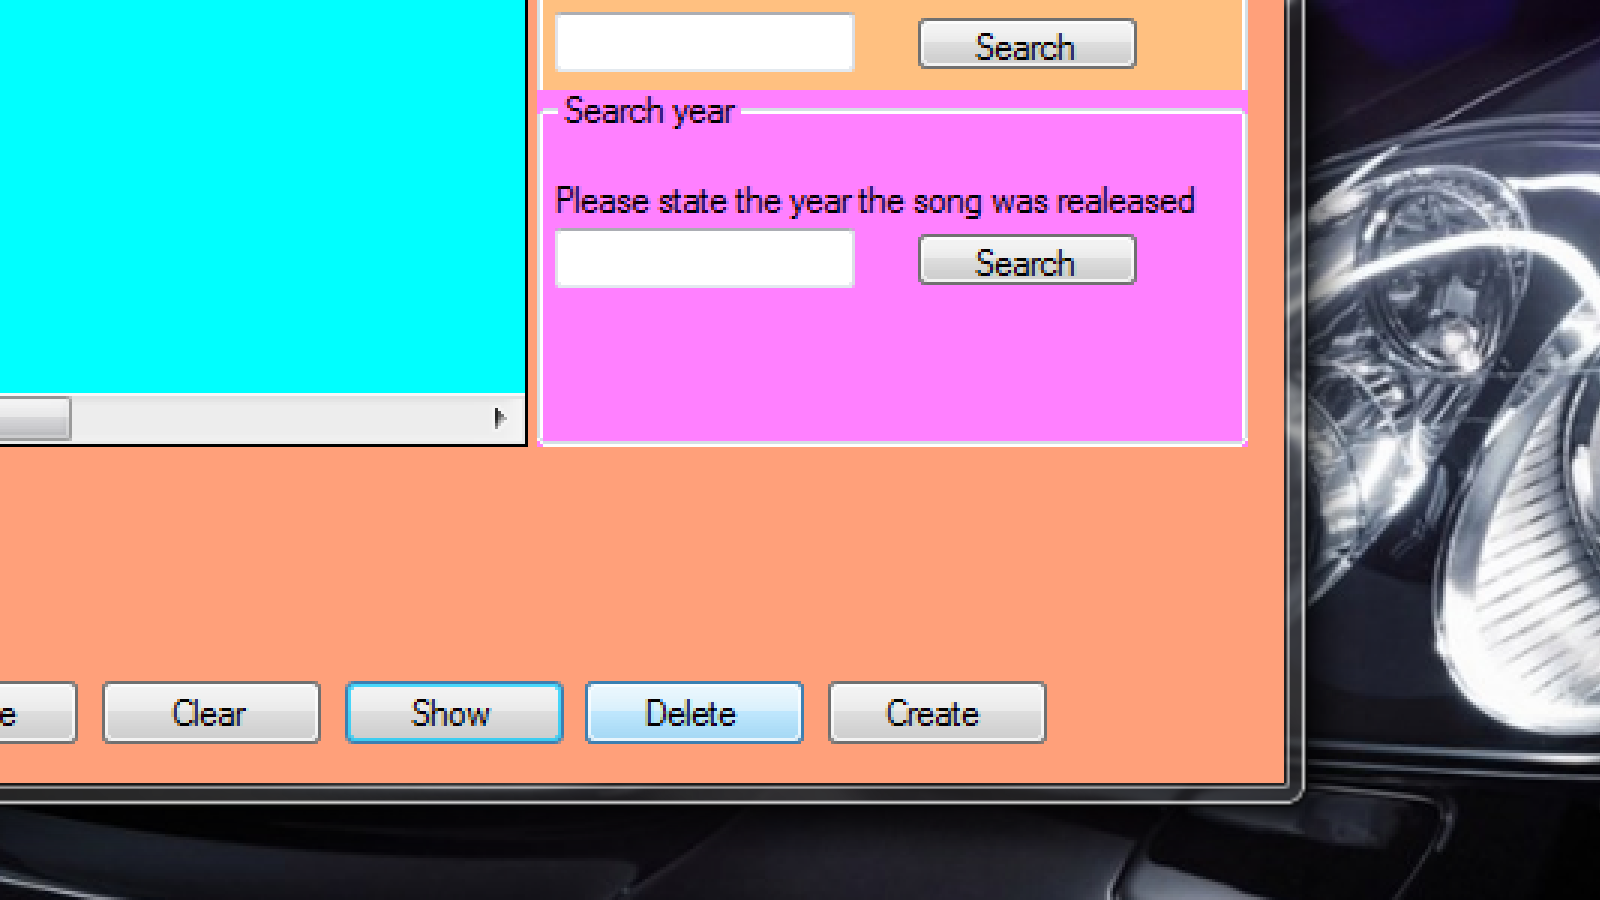 Search
Search year
Please state the year the song was realeased
Search
e Clear Show Delete Create